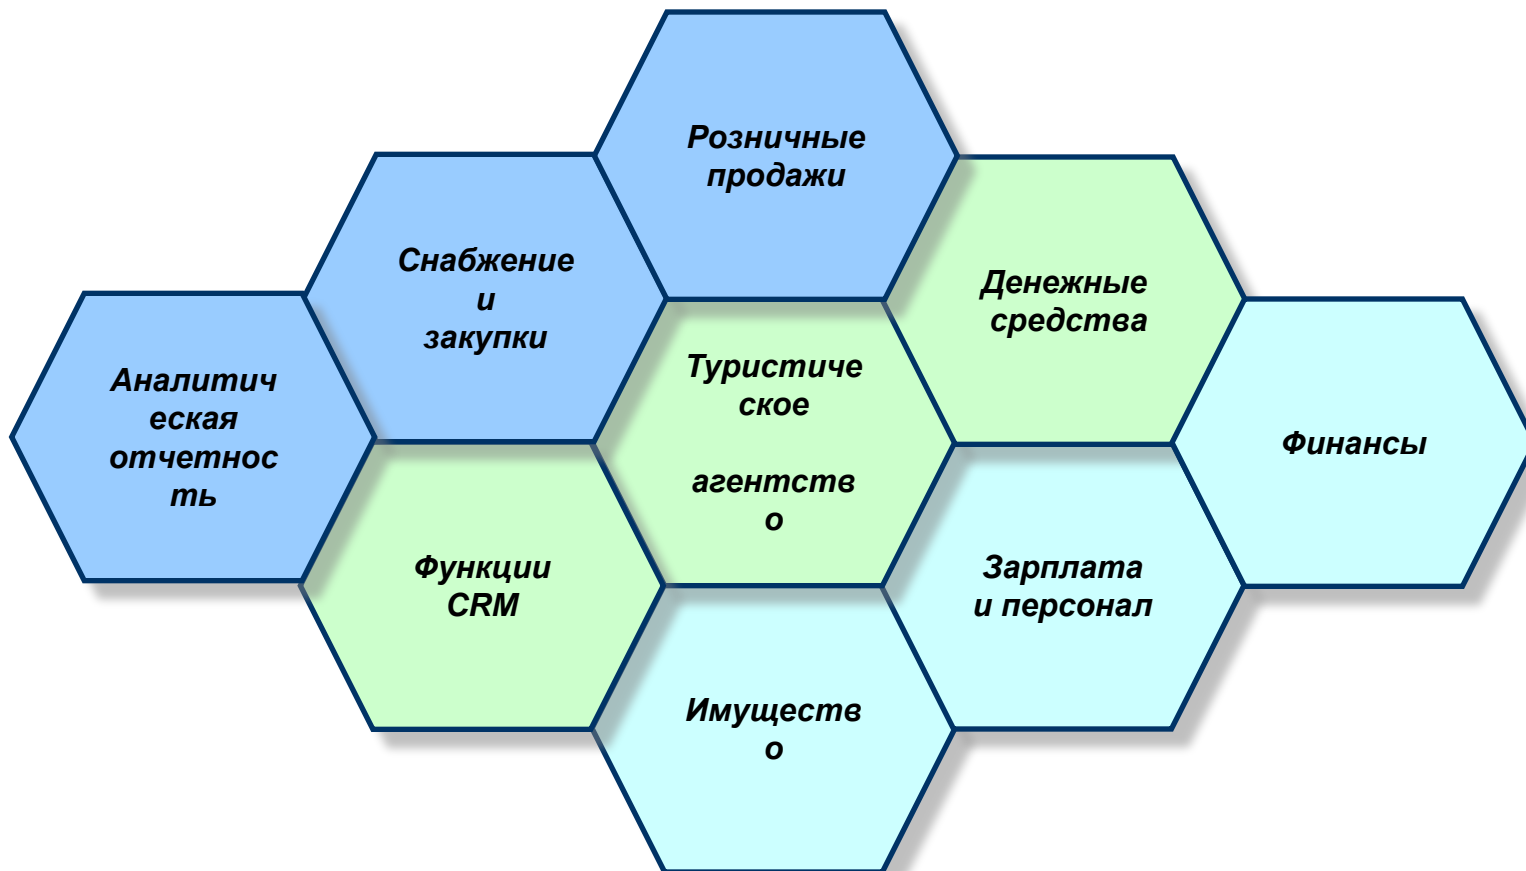 Розничные
продажи
Снабжение
и
закупки
Денежные
средства
Аналитич
еская
отчетнос
ть
Туристиче
ское
агентств
о
Финансы
Функции
CRM
Зарплата
и персонал
Имуществ
о